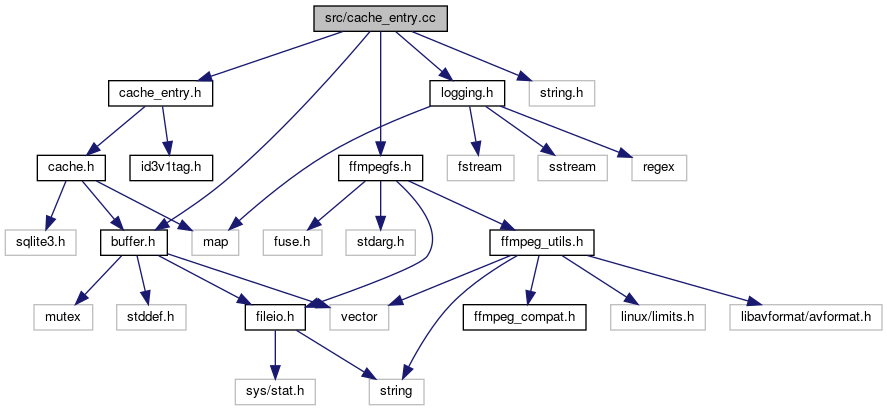 src/cache_entry.cc
cache_entry.h
logging.h
string.h
cache.h
id3v1tag.h
ffmpegfs.h
fstream
sstream
regex
sqlite3.h
buffer.h
map
fuse.h
stdarg.h
ffmpeg_utils.h
mutex
stddef.h
fileio.h
vector
ffmpeg_compat.h
linux/limits.h
libavformat/avformat.h
sys/stat.h
string